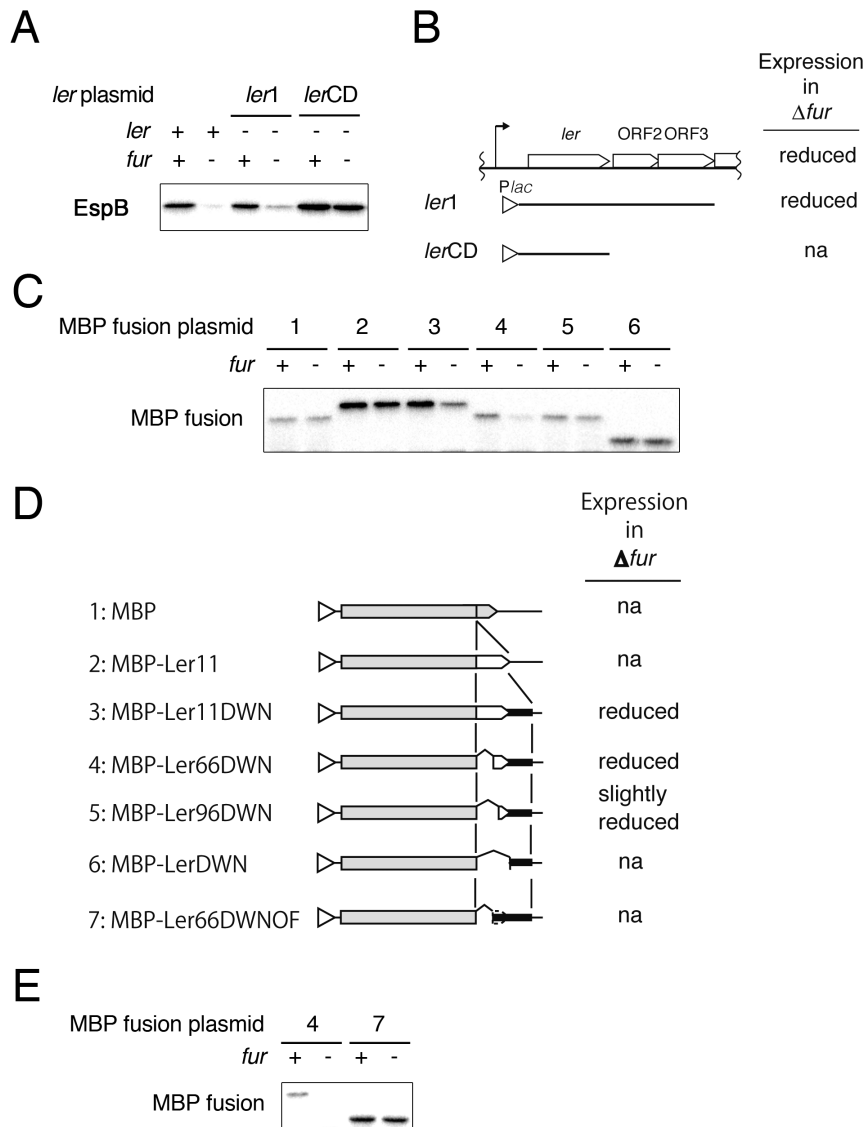 A
ler plasmid ler1 lerCD
ler + + - - - -
fur + - + - + -
EspB
B
Expression
in
Δfur
ler ORF2 ORF3
reduced
Plac
ler1 reduced
lerCD na
C
MBP fusion plasmid 1 2 3 4 5 6
fur + - + - + - + - + - + -
MBP fusion
D
Expression
in
Δfur
1: MBP na
2: MBP-Ler11 na
3: MBP-Ler11DWN reduced
4: MBP-Ler66DWN reduced
5: MBP-Ler96DWN slightly
reduced
6: MBP-LerDWN na
7: MBP-Ler66DWNOF na
E
MBP fusion plasmid 4 7
fur + - + -
MBP fusion